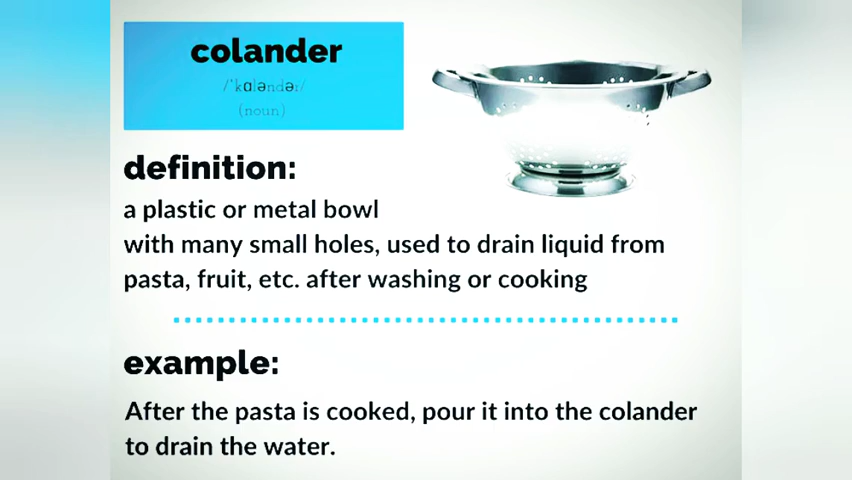 colander
/ˈkɑləndər/
(noun)
definition:
a plastic or metal bowl
with many small holes, used to drain liquid from
pasta, fruit, etc. after washing or cooking
example:
After the pasta is cooked, pour it into the colander
to drain the water.